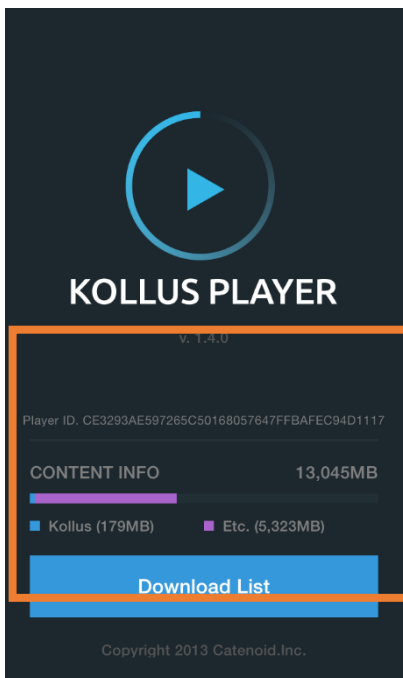 KOLLUS PLAYER
v. 1.4.0
Player ID. CE3293AE597265C50168057647FFBAFEC94D1117
CONTENT INFO 13,045MB
Kollus (179MB) Etc. (5,323MB)
Download List
Copyright 2013 Catenoid.Inc.